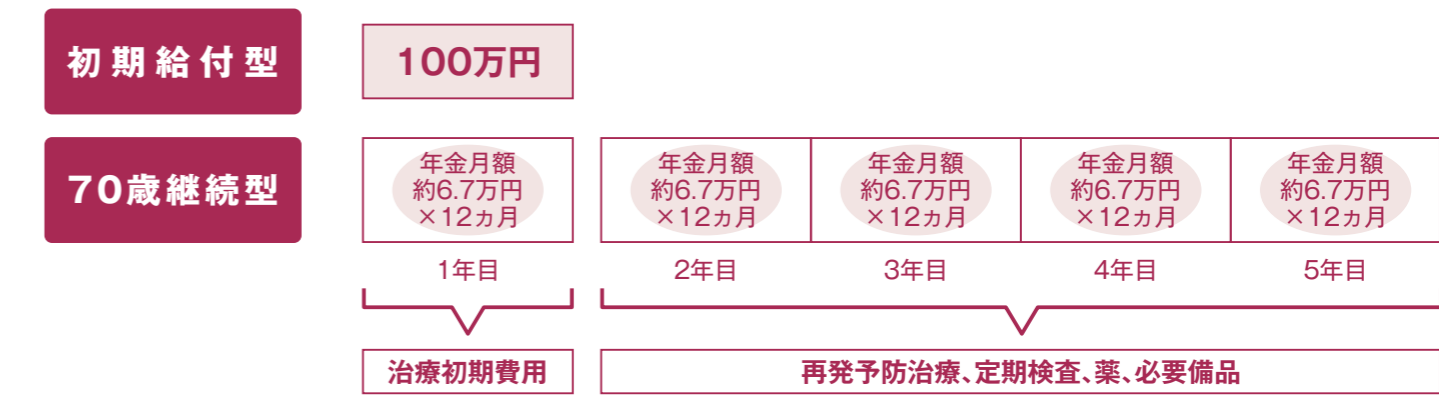 初期給付型
100万円
70歳継続型
年金月額
約6.7万円
×12ヵ月
年金月額
約6.7万円
×12ヵ月
年金月額
約6.7万円
×12ヵ月
年金月額
約6.7万円
×12ヵ月
年金月額
約6.7万円
×12ヵ月
1年目
2年目
3年目
4年目
5年目
治療初期費用
再発予防治療、定期検査、薬、必要備品